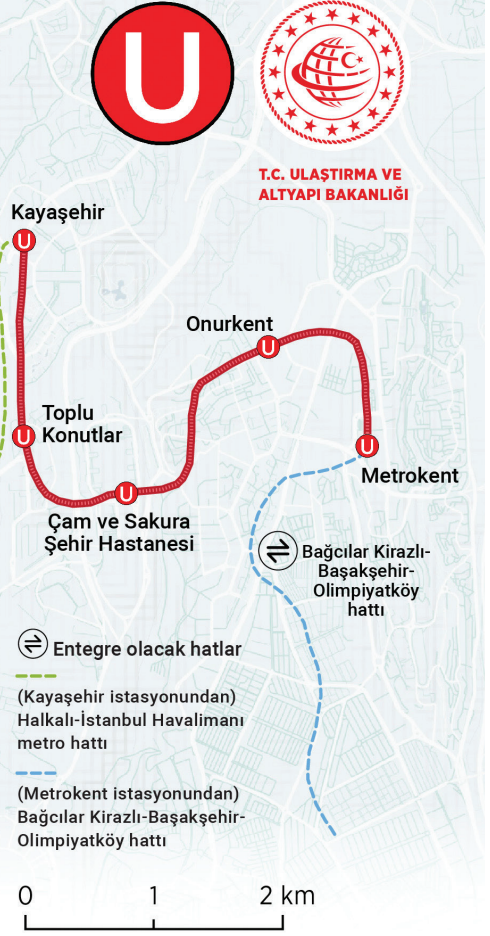 U
T.C. ULAŞTIRMA VE
ALTYAPI BAKANLIĞI
Kayaşehir
U
Onurkent
U
Toplu
Konutlar
U
U
Metrokent
U
Çam ve Sakura
Şehir Hastanesi
Bağcılar Kirazlı-
Başakşehir-
Olimpiyatköy
hattı
Entegre olacak hatlar
(Kayaşehir istasyonundan)
Halkalı-İstanbul Havalimanı
metro hattı
(Metrokent istasyonundan)
Bağcılar Kirazlı-Başakşehir-
Olimpiyatköy hattı
0 1 2 km